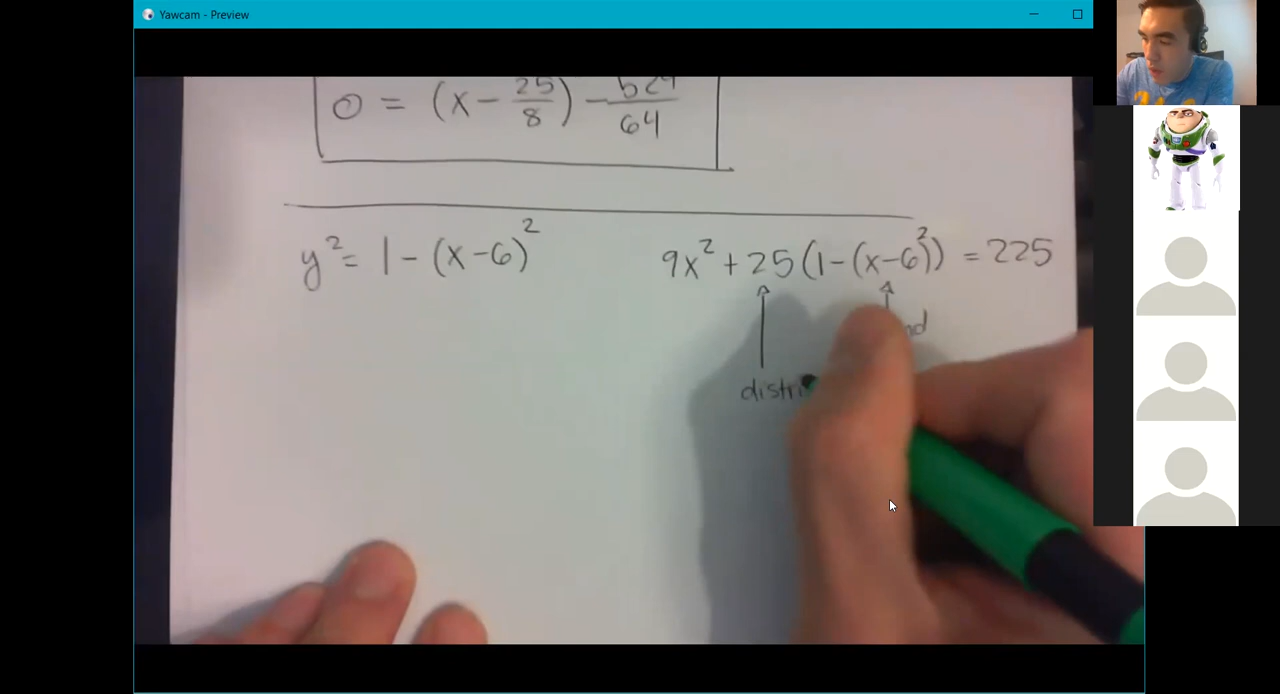 Yawcam - Preview
0 = (x - 25/8) - 529/64
y² = 1 - (x-6)²
9x² + 25(1-(x-6)²) = 225
distri